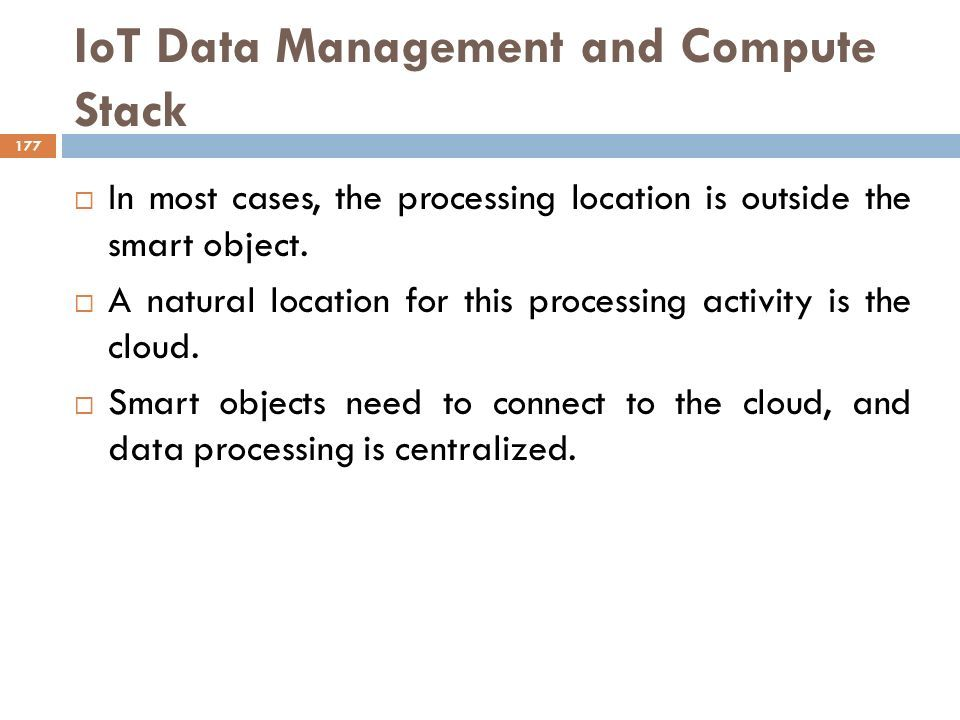 IoT Data Management and Compute
Stack
177
In most cases, the processing location is outside the
smart object.
A natural location for this processing activity is the
cloud.
Smart objects need to connect to the cloud, and
data processing is centralized.